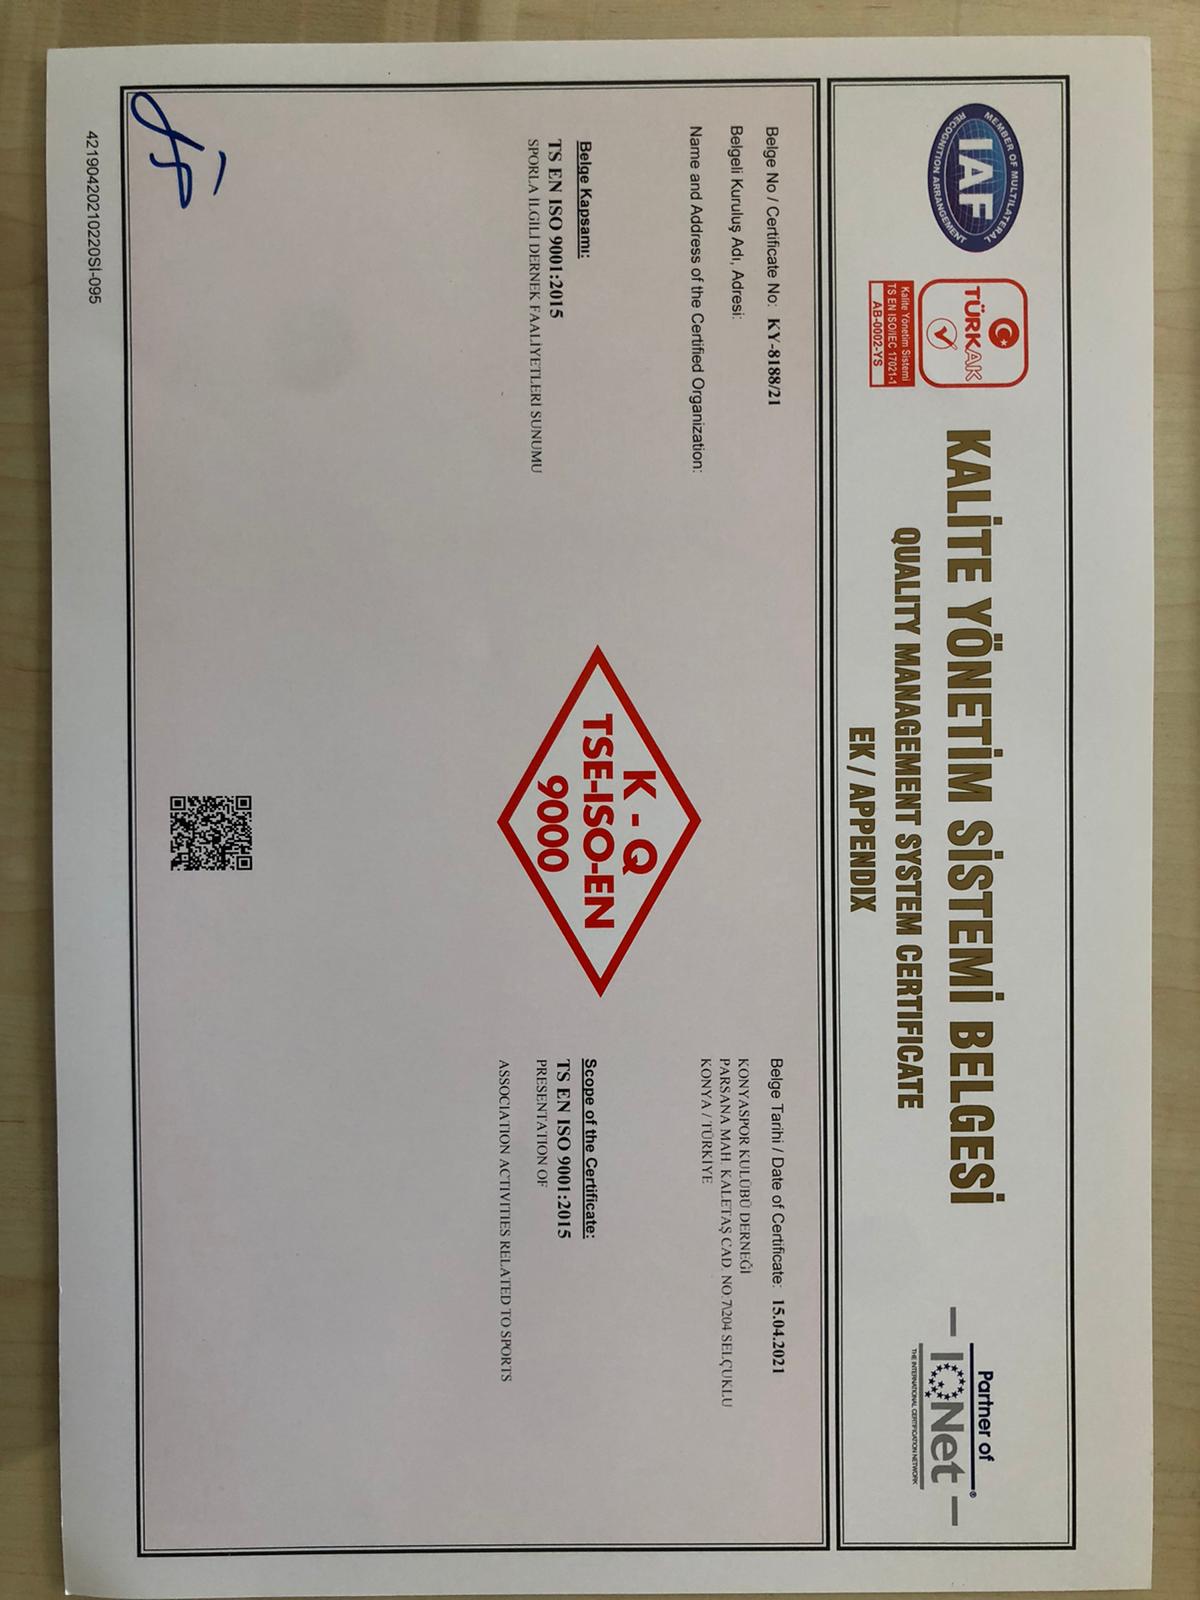 MEMBER OF MULTILATERAL
IAF
RECOGNITION ARRANGEMENT
TÜRKAK
Kalite Yönetim Sistemi
TS EN ISO/IEC 17021-1
AB-0002-YS
KALİTE YÖNETİM SİSTEMİ BELGESİ
QUALITY MANAGEMENT SYSTEM CERTIFICATE
EK / APPENDIX
Partner of
IQNet ®
THE INTERNATIONAL CERTIFICATION NETWORK
Belge No / Certificate No: KY-8188/21
Belge Tarihi / Date of Certificate: 15.04.2021
Belgeli Kuruluş Adı, Adresi:
Name and Address of the Certified Organization:
KONYASPOR KULÜBÜ DERNEĞİ
PARSANA MAH. KALETAŞ CAD. NO:7\204 SELÇUKLU
KONYA / TÜRKİYE
K - Q
TSE-ISO-EN
9000
Belge Kapsamı:
TS EN ISO 9001:2015
SPORLA İLGİLİ DERNEK FAALİYETLERİ SUNUMU
Scope of the Certificate:
TS EN ISO 9001:2015
PRESENTATION OF
ASSOCIATION ACTIVITIES RELATED TO SPORTS
42190420210220Sİ-095